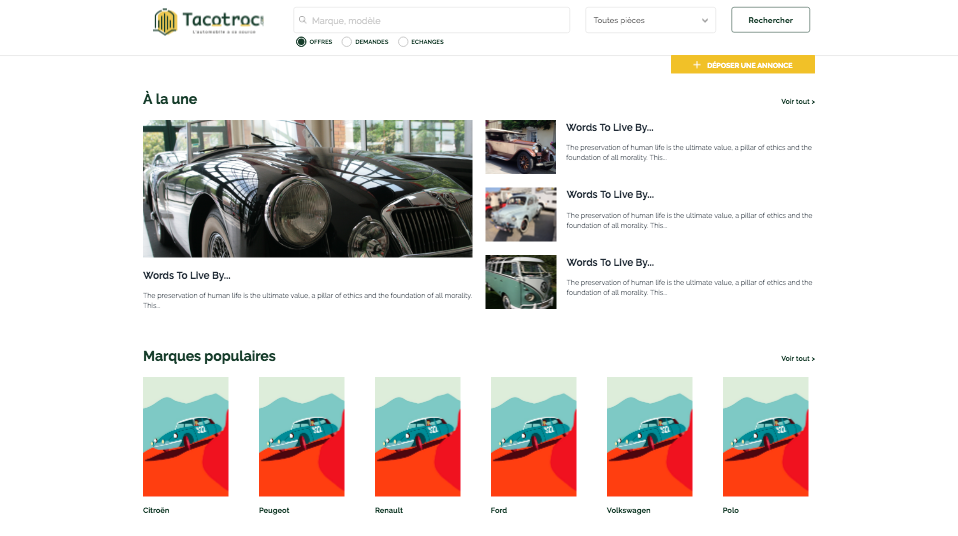 Tacotroc
L'automobile a sa source
Marque, modèle
Toutes pièces
Rechercher
OFFRES
DEMANDES
ECHANGES
+ DÉPOSER UNE ANNONCE
À la une
Voir tout >
Words To Live By...
The preservation of human life is the ultimate value, a pillar of ethics and the foundation of all morality.
This...
Words To Live By...
The preservation of human life is the ultimate value, a pillar of ethics and the
foundation of all morality. This...
Words To Live By...
The preservation of human life is the ultimate value, a pillar of ethics and the
foundation of all morality. This...
Words To Live By...
The preservation of human life is the ultimate value, a pillar of ethics and the
foundation of all morality. This...
Marques populaires
Voir tout >
Citroën
Peugeot
Renault
Ford
Volkswagen
Polo